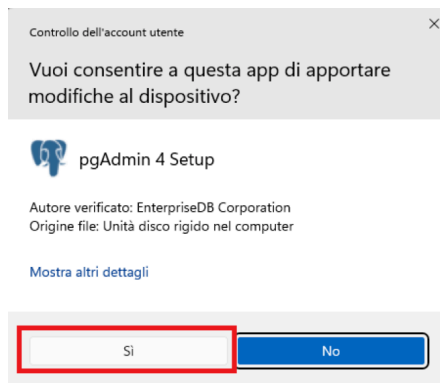 Controllo dell'account utente
Vuoi consentire a questa app di apportare
modifiche al dispositivo?
pgAdmin 4 Setup
Autore verificato: EnterpriseDB Corporation
Origine file: Unità disco rigido nel computer
Mostra altri dettagli
Sì
No